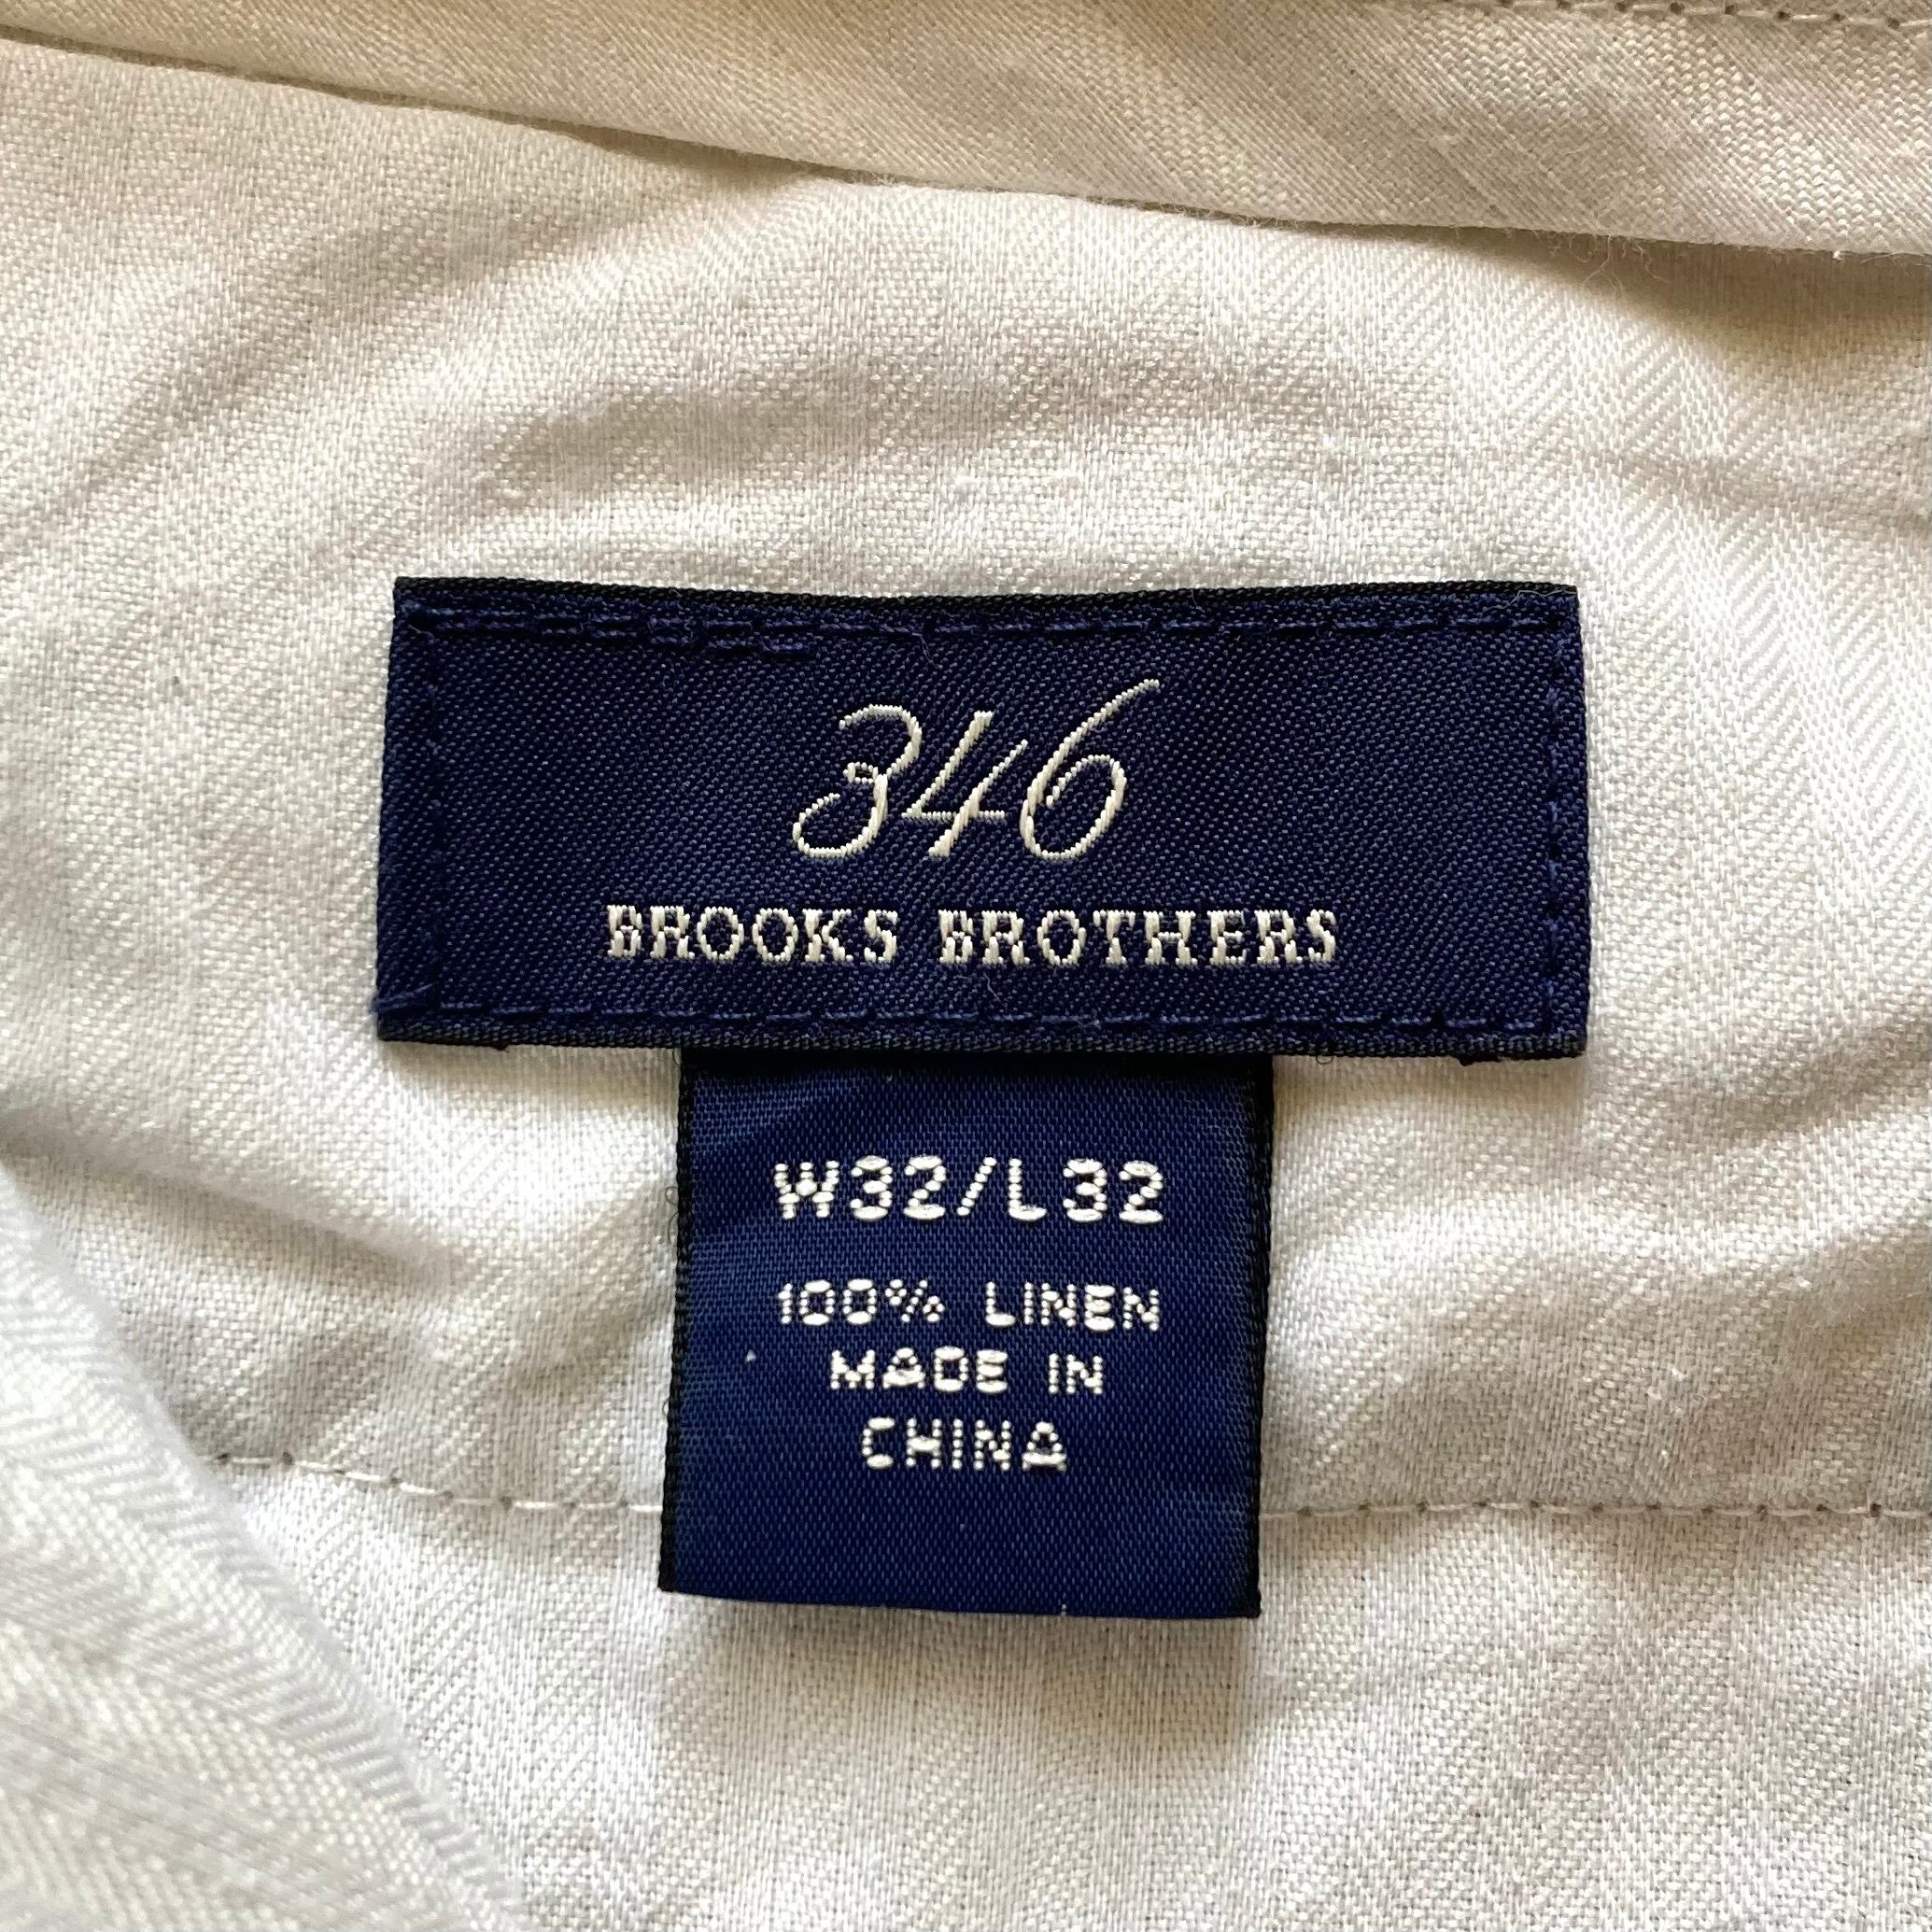 346
BROOKS BROTHERS
W32/L32
100% LINEN
MADE IN
CHINA